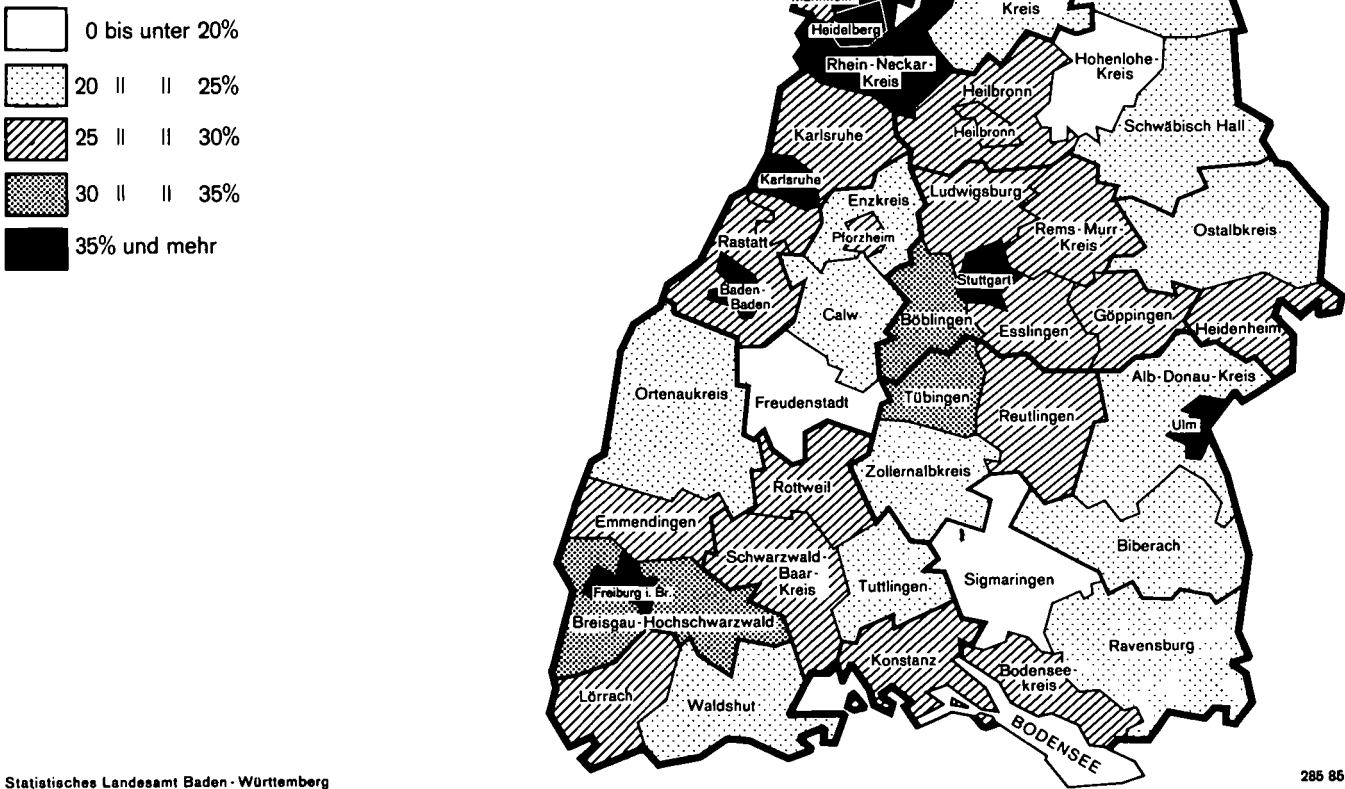 0 bis unter 20%
20 " " 25%
25 " " 30%
30 " " 35%
35% und mehr
Mannheim
Kreis
Heidelberg
Rhein-Neckar-
Kreis
Hohenlohe-
Kreis
Heilbronn
Heilbronn
Schwäbisch Hall
Karlsruhe
Karlsruhe
Enzkreis
Ludwigsburg
Pforzheim
Rems-Murr
Kreis
Ostalbkreis
Rastatt
Baden-
Baden
Stuttgart
Calw
Böblingen
Esslingen
Göppingen
Heidenheim
Alb-Donau-Kreis
Ortenaukreis
Freudenstadt
Tübingen
Reutlingen
Ulm
Rottweil
Zollernalbkreis
Emmendingen
Schwarzwald-
Baar-
Kreis
Tuttlingen
Sigmaringen
Biberach
Freiburg i. Br.
Breisgau-Hochschwarzwald
Ravensburg
Konstanz
Bodensee-
kreis
Lörrach
Waldshut
BODENSEE
Statistisches Landesamt Baden-Württemberg
285 85